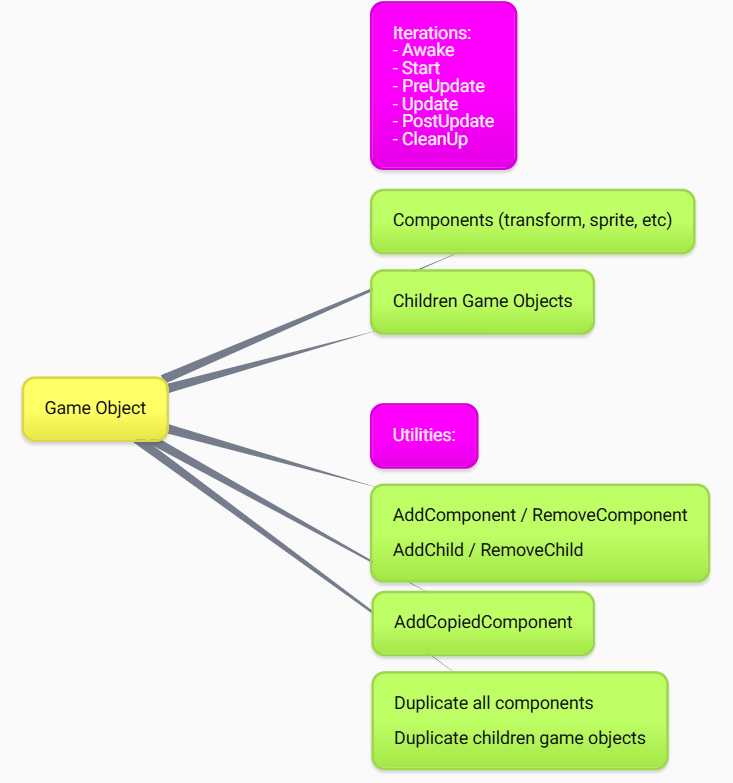 Iterations:
- Awake
- Start
- PreUpdate
- Update
- PostUpdate
- CleanUp
Components (transform, sprite, etc)
Children Game Objects
Game Object
Utilities:
AddComponent / RemoveComponent
AddChild / RemoveChild
AddCopiedComponent
Duplicate all components
Duplicate children game objects